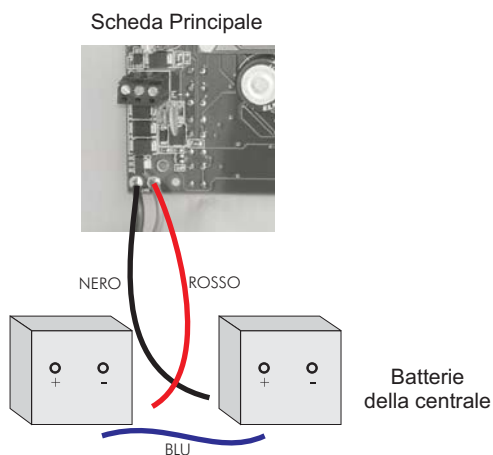 Scheda Principale
NERO
ROSSO
+
-
+
-
Batterie
della centrale
BLU